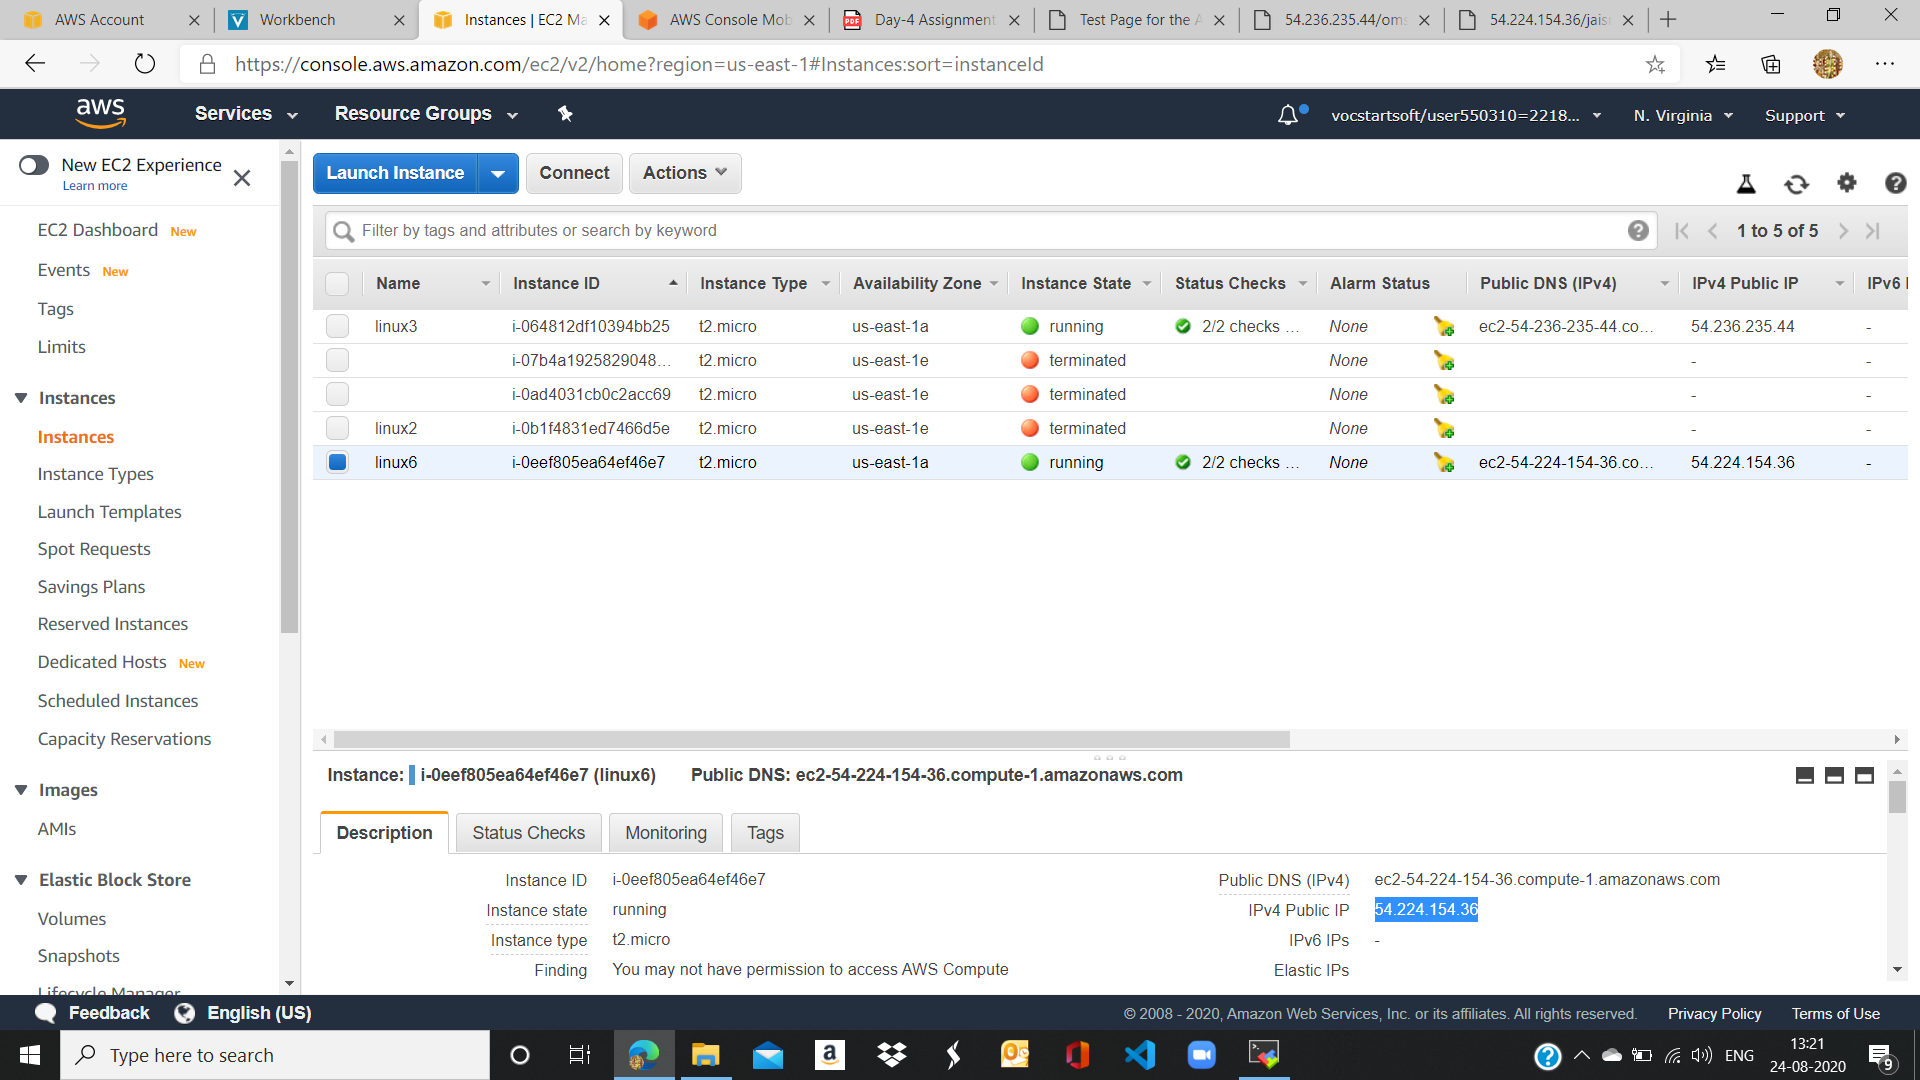 AWS Account
Workbench
Instances | EC2 Ma
AWS Console Mob
Day-4 Assignment
Test Page for the A
54.236.235.44/oms
54.224.154.36/jais
https://console.aws.amazon.com/ec2/v2/home?region=us-east-1#Instances:sort=instanceId
aws
Services
Resource Groups
vocstartsoft/user550310=2218...
N. Virginia
Support
New EC2 Experience
Learn more
Launch Instance
Connect
Actions
Filter by tags and attributes or search by keyword
1 to 5 of 5
Name Instance ID Instance Type Availability Zone Instance State Status Checks Alarm Status Public DNS (IPv4) IPv4 Public IP IPv6 I
linux3 i-064812df10394bb25 t2.micro us-east-1a running 2/2 checks ... None ec2-54-236-235-44.co... 54.236.235.44 -
i-07b4a1925829048... t2.micro us-east-1e terminated None - -
i-0ad4031cb0c2acc69 t2.micro us-east-1e terminated None - -
linux2 i-0b1f4831ed7466d5e t2.micro us-east-1e terminated None - -
linux6 i-0eef805ea64ef46e7 t2.micro us-east-1a running 2/2 checks ... None ec2-54-224-154-36.co... 54.224.154.36 -
EC2 Dashboard New
Events New
Tags
Limits
Instances
Instances
Instance Types
Launch Templates
Spot Requests
Savings Plans
Reserved Instances
Dedicated Hosts New
Scheduled Instances
Capacity Reservations
Images
AMIs
Elastic Block Store
Volumes
Snapshots
Lifecycle Manager
Instance: i-0eef805ea64ef46e7 (linux6) Public DNS: ec2-54-224-154-36.compute-1.amazonaws.com
Description Status Checks Monitoring Tags
Instance ID i-0eef805ea64ef46e7 Public DNS (IPv4) ec2-54-224-154-36.compute-1.amazonaws.com
Instance state running IPv4 Public IP 54.224.154.36
Instance type t2.micro IPv6 IPs -
Finding You may not have permission to access AWS Compute Elastic IPs
Feedback English (US)
© 2008 - 2020, Amazon Web Services, Inc. or its affiliates. All rights reserved. Privacy Policy Terms of Use
Type here to search
ENG
13:21
24-08-2020
9